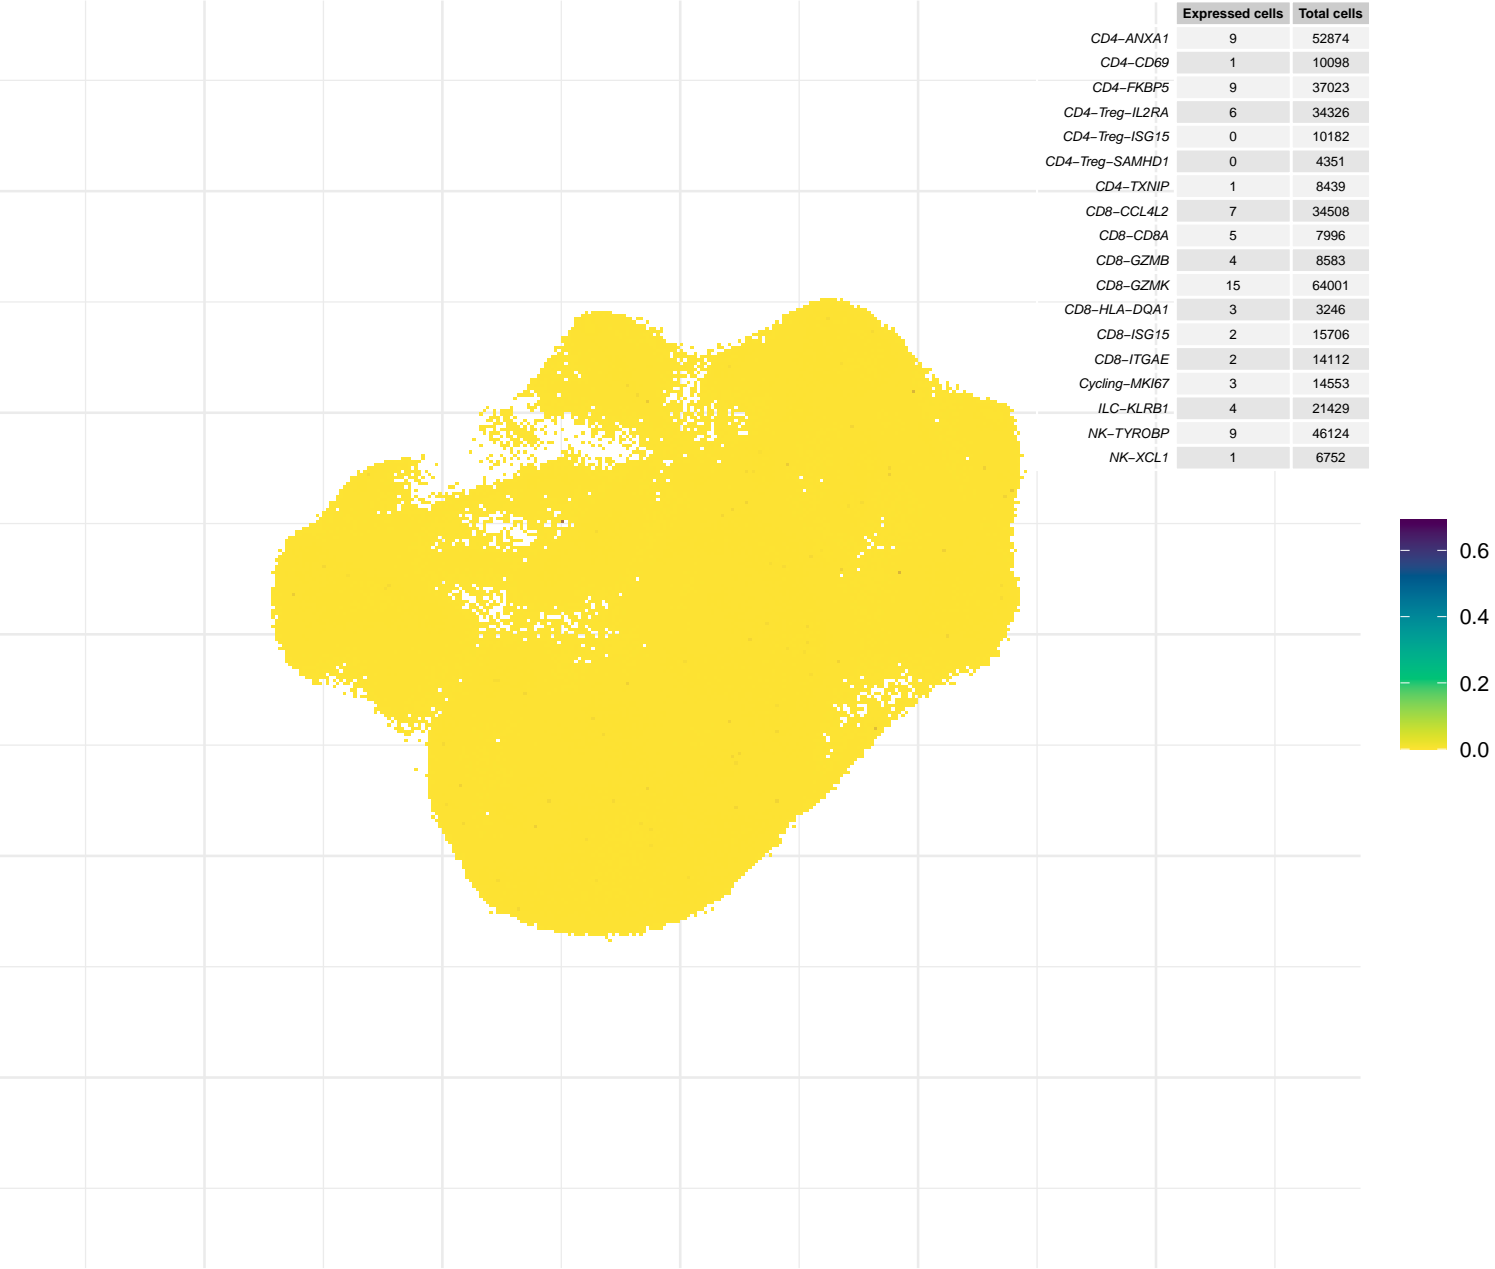 Expressed cells Total cells
CD4−ANXA1 9 52874
CD4−CD69 1 10098
CD4−FKBP5 9 37023
CD4−Treg−IL2RA 6 34326
CD4−Treg−ISG15 0 10182
CD4−Treg−SAMHD1 0 4351
CD4−TXNIP 1 8439
CD8−CCL4L2 7 34508
CD8−CD8A 5 7996
CD8−GZMB 4 8583
CD8−GZMK 15 64001
CD8−HLA−DQA1 3 3246
CD8−ISG15 2 15706
CD8−ITGAE 2 14112
Cycling−MKI67 3 14553
ILC−KLRB1 4 21429
NK−TYROBP 9 46124
NK−XCL1 1 6752
0.6
0.4
0.2
0.0